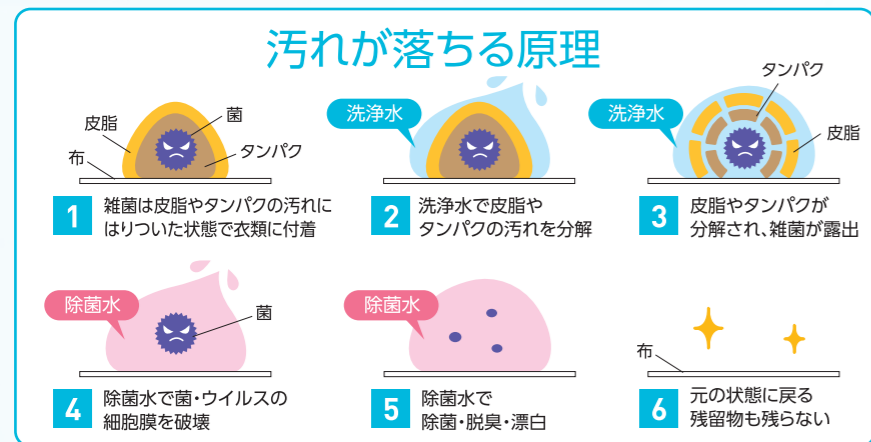 汚れが落ちる原理
皮脂
菌
布
タンパク
1
雑菌は皮脂やタンパクの汚れに
はりついた状態で衣類に付着
洗浄水
2
洗浄水で皮脂や
タンパクの汚れを分解
洗浄水
タンパク
皮脂
3
皮脂やタンパクが
分解され、雑菌が露出
除菌水
菌
4
除菌水で菌・ウイルスの
細胞膜を破壊
除菌水
5
除菌水で
除菌・脱臭・漂白
布
6
元の状態に戻る
残留物も残らない